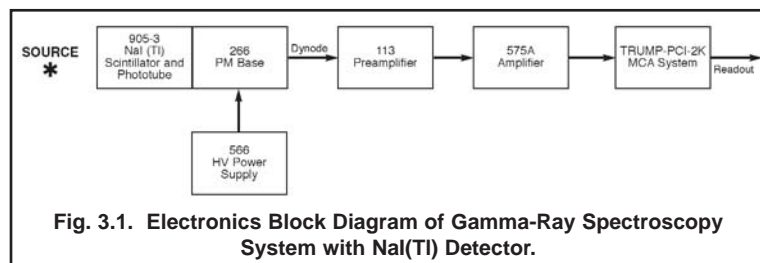 SOURCE
*
905-3
NaI (Tl)
Scintillator and
Phototube
266
PM Base
Dynode
113
Preamplifier
575A
Amplifier
TRUMP-PCI-2K
MCA System
Readout
566
HV Power
Supply
Fig. 3.1. Electronics Block Diagram of Gamma-Ray Spectroscopy
System with NaI(Tl) Detector.